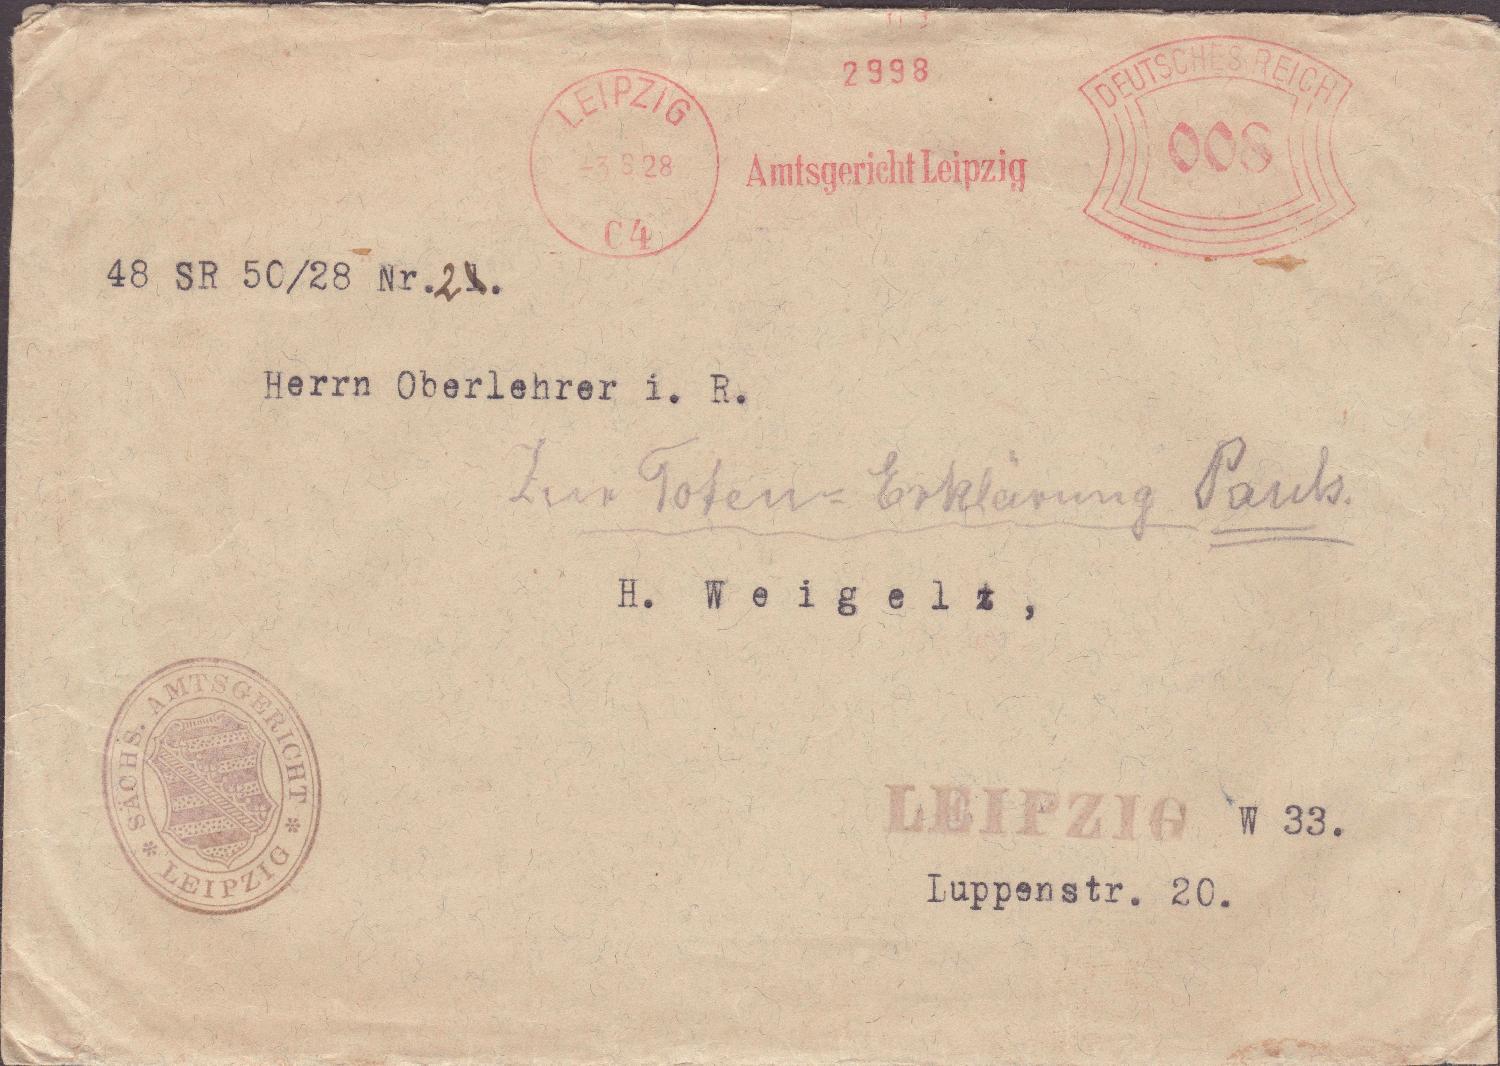 2998
DEUTSCHES REICH
008
LEIPZIG
-3.8.28
C4
Amtsgericht Leipzig
48 SR 50/28 Nr. 2.
Herrn Oberlehrer i. R.
Zur Toten=Erklärung Pauls.
H. Weigelt,
SÄCHS. AMTSGERICHT
* LEIPZIG *
LEIPZIG W 33.
Luppenstr. 20.